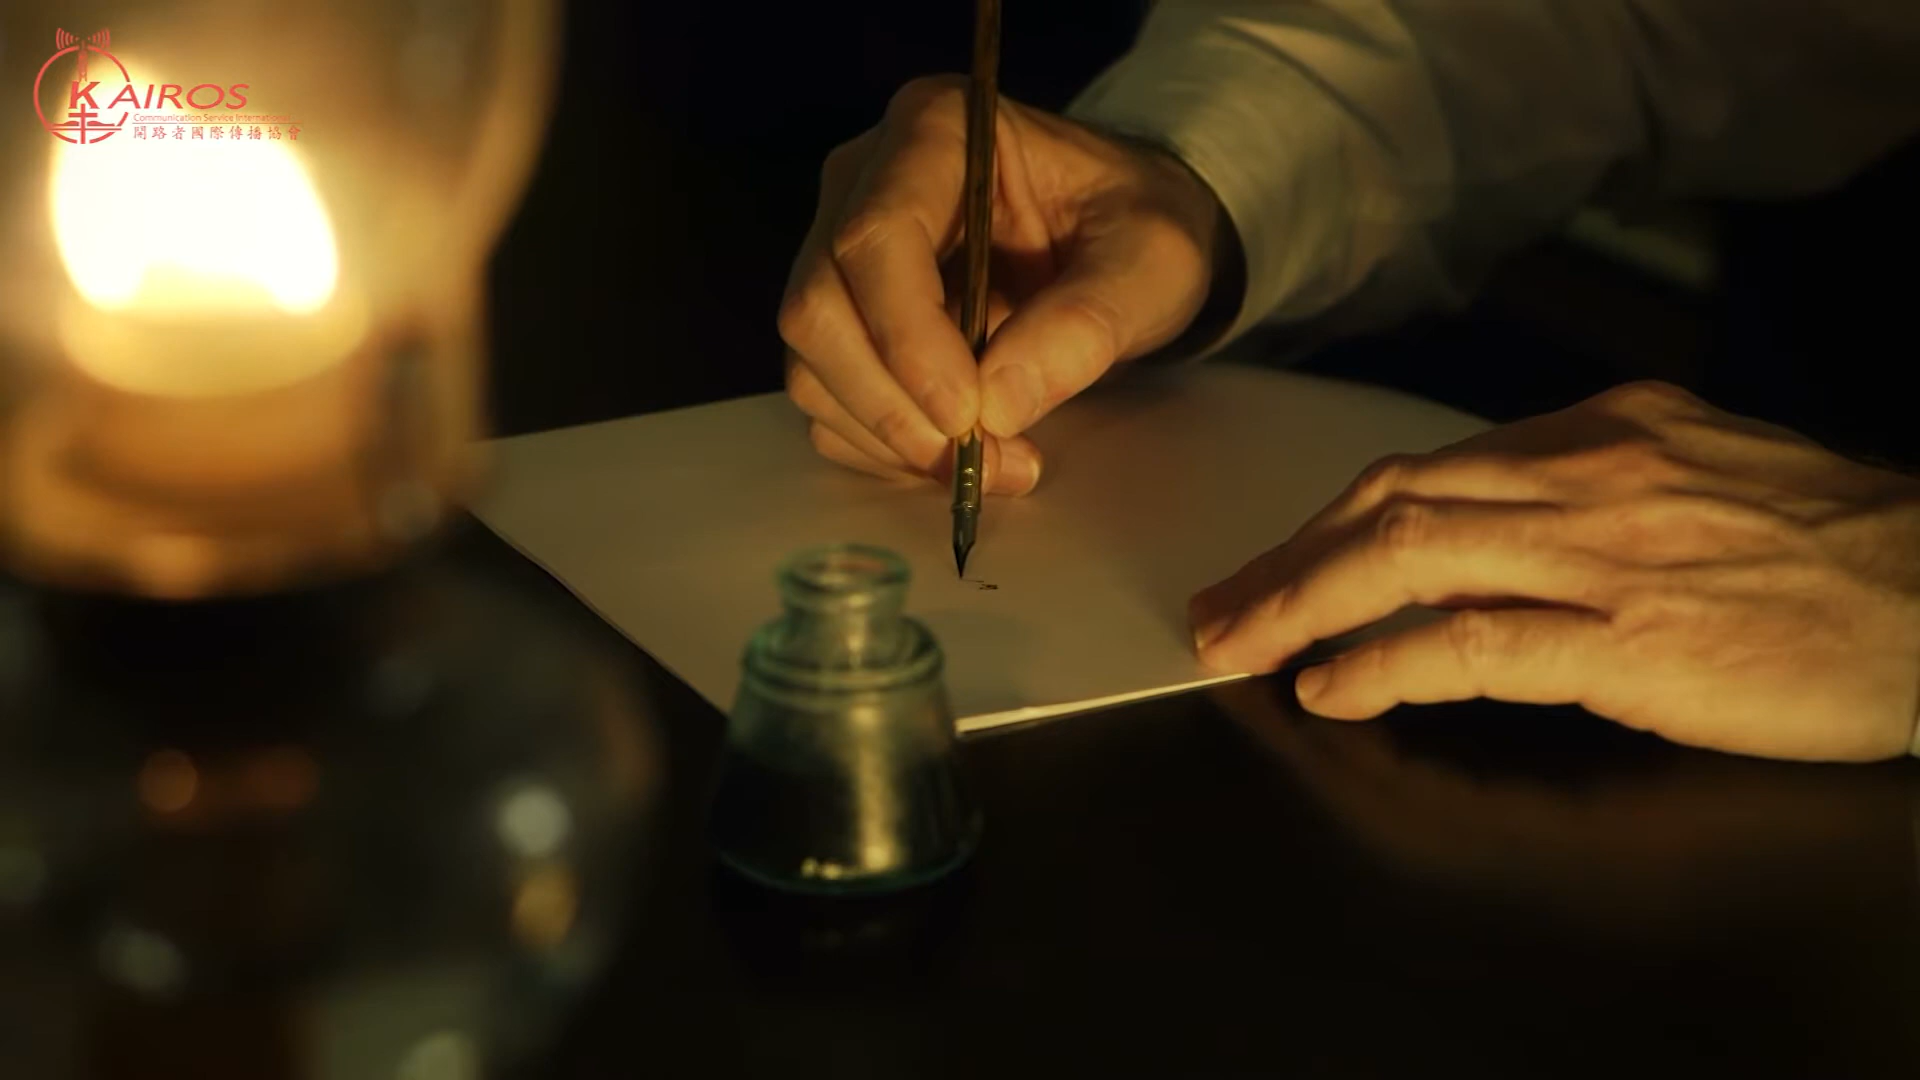 KAIROS
Communication Service International
開路者國際傳播協會